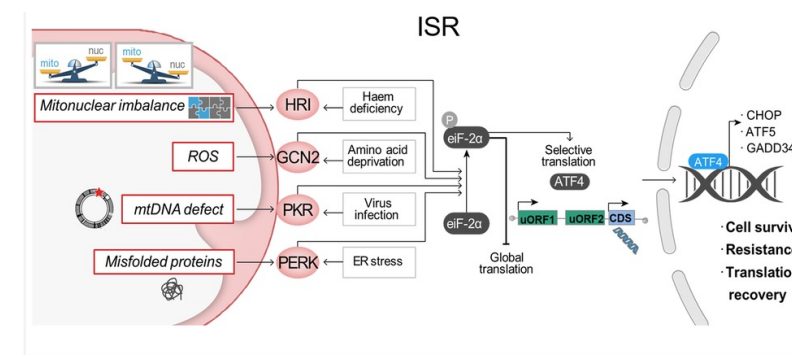 ISR
mito
nuc
mito
nuc
Mitonuclear imbalance
HRI
Haem
deficiency
ROS
GCN2
Amino acid
deprivation
mtDNA defect
PKR
Virus
infection
Misfolded proteins
PERK
ER stress
P
eiF-2α
eiF-2α
Selective
translation
ATF4
uORF1
uORF2
CDS
Global
translation
ATF4
· CHOP
· ATF5
· GADD34
· Cell surviv
· Resistance
· Translatio
recovery